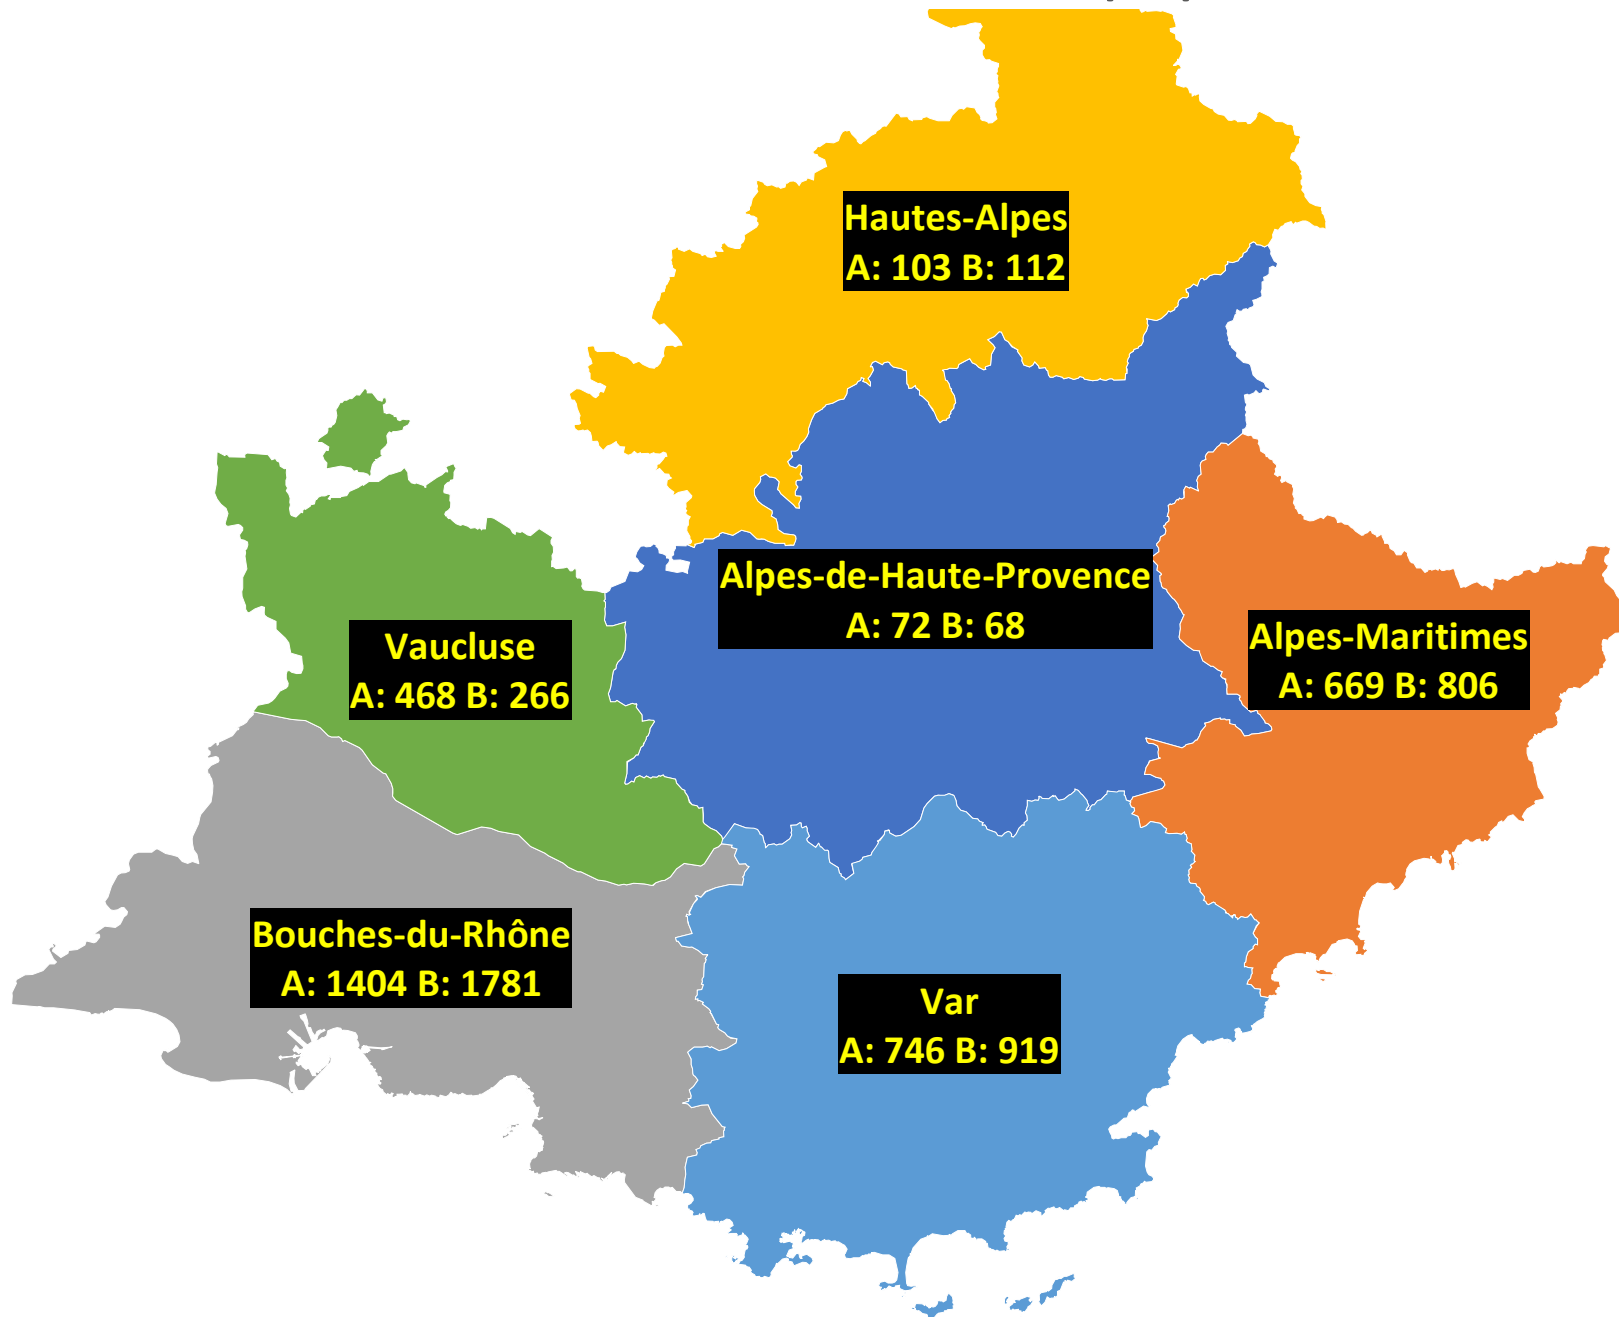 Hautes-Alpes
A: 103 B: 112
Alpes-de-Haute-Provence
A: 72 B: 68
Alpes-Maritimes
A: 669 B: 806
Vaucluse
A: 468 B: 266
Bouches-du-Rhône
A: 1404 B: 1781
Var
A: 746 B: 919